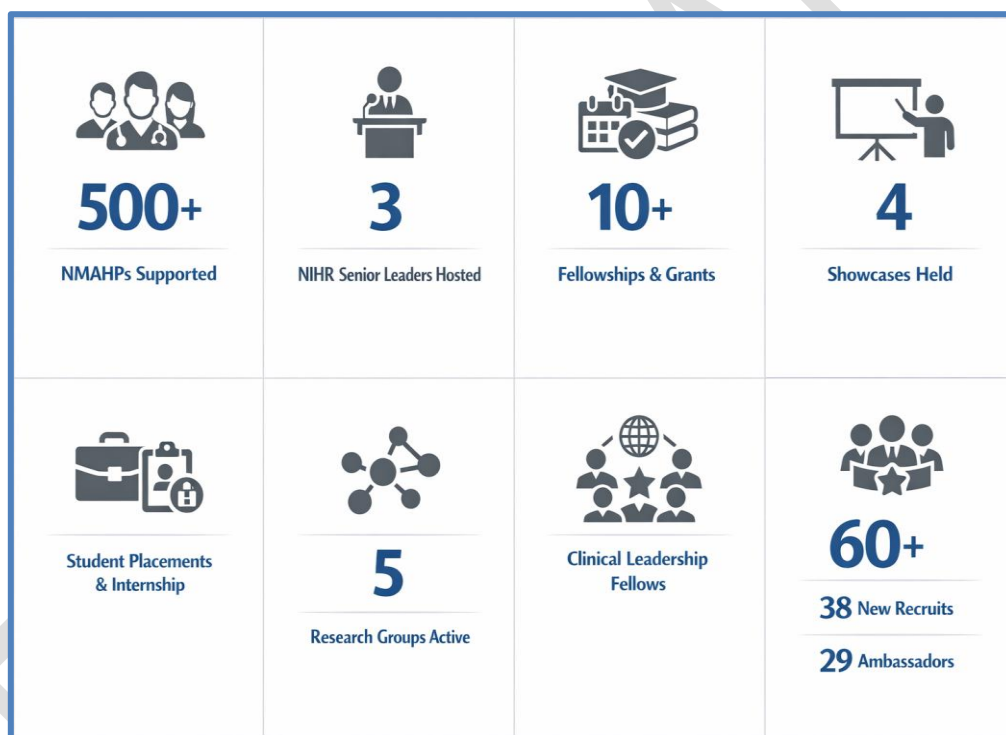 500+
NMAHPs Supported
3
NIHR Senior Leaders Hosted
10+
Fellowships & Grants
4
Showcases Held
Student Placements
& Internship
5
Research Groups Active
Clinical Leadership
Fellows
60+
38 New Recruits
29 Ambassadors